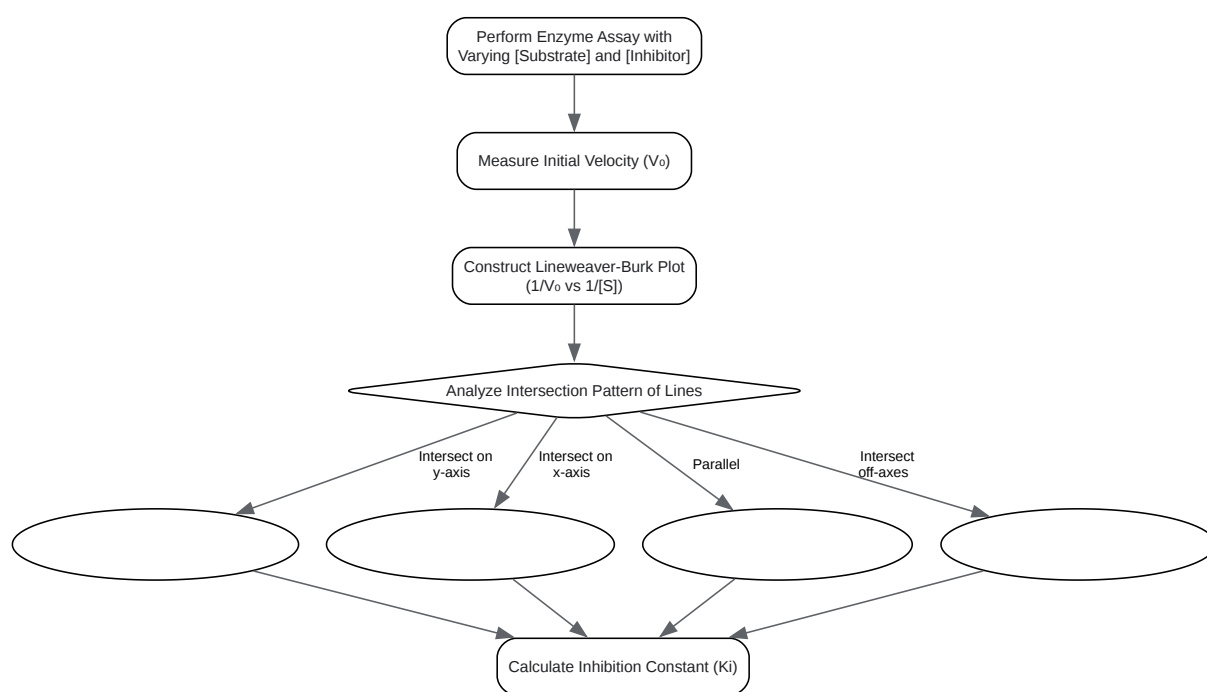 Perform Enzyme Assay with
Varying [Substrate] and [Inhibitor]
Measure Initial Velocity (V₀)
Construct Lineweaver-Burk Plot
(1/V₀ vs 1/[S])
Analyze Intersection Pattern of Lines
Intersect on
y-axis
Intersect on
x-axis
Parallel
Intersect
off-axes
Calculate Inhibition Constant (Ki)